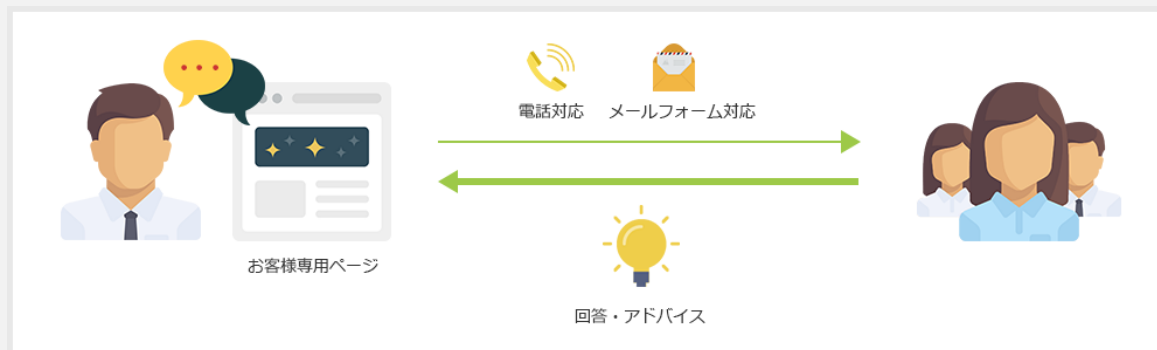 電話対応
メールフォーム対応
お客様専用ページ
回答・アドバイス